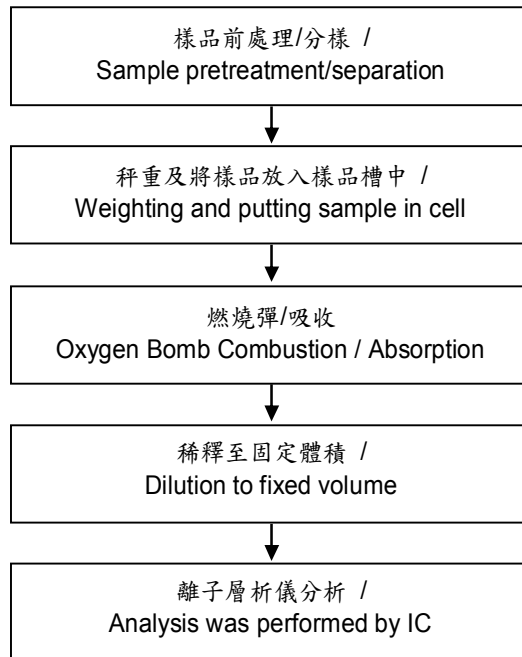 樣品前處理/分樣 /
Sample pretreatment/separation
秤重及將樣品放入樣品槽中 /
Weighting and putting sample in cell
燃燒彈/吸收
Oxygen Bomb Combustion / Absorption
稀釋至固定體積 /
Dilution to fixed volume
離子層析儀分析 /
Analysis was performed by IC